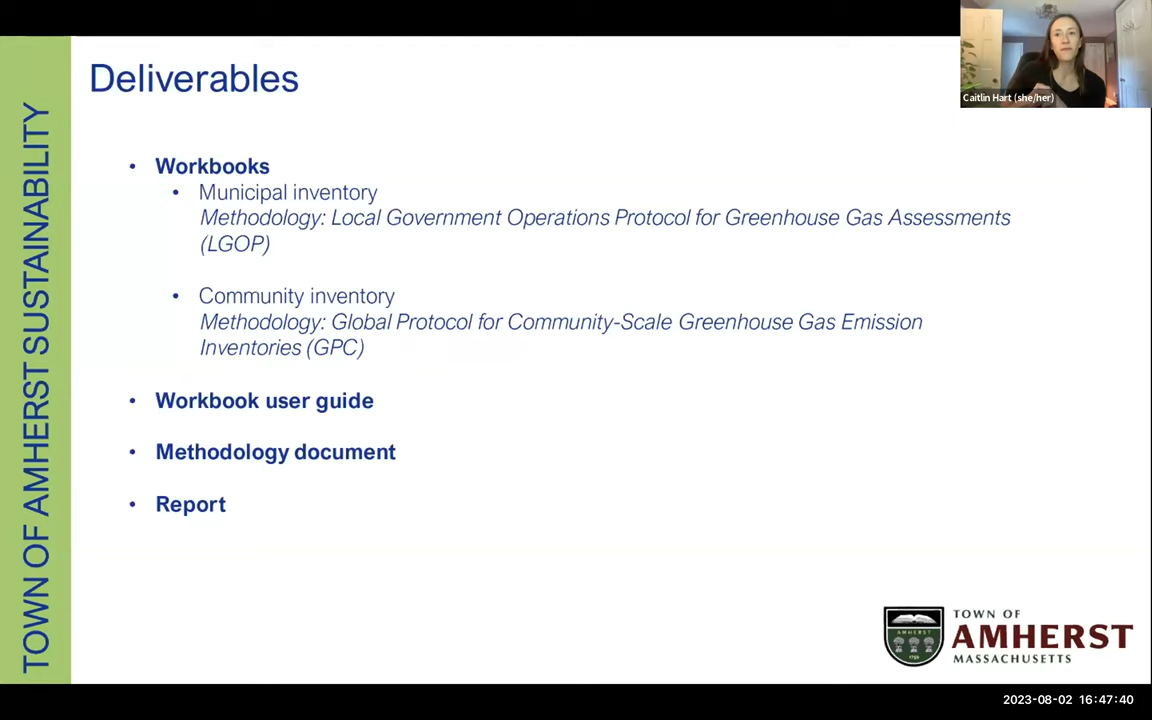 Deliverables
Caitlin Hart (she/her)
TOWN OF AMHERST SUSTAINABILITY
• Workbooks
• Municipal inventory
Methodology: Local Government Operations Protocol for Greenhouse Gas Assessments
(LGOP)
• Community inventory
Methodology: Global Protocol for Community-Scale Greenhouse Gas Emission
Inventories (GPC)
• Workbook user guide
• Methodology document
• Report
AMHERST
TOWN OF
AMHERST
MASSACHUSETTS
2023-08-02 16:47:40